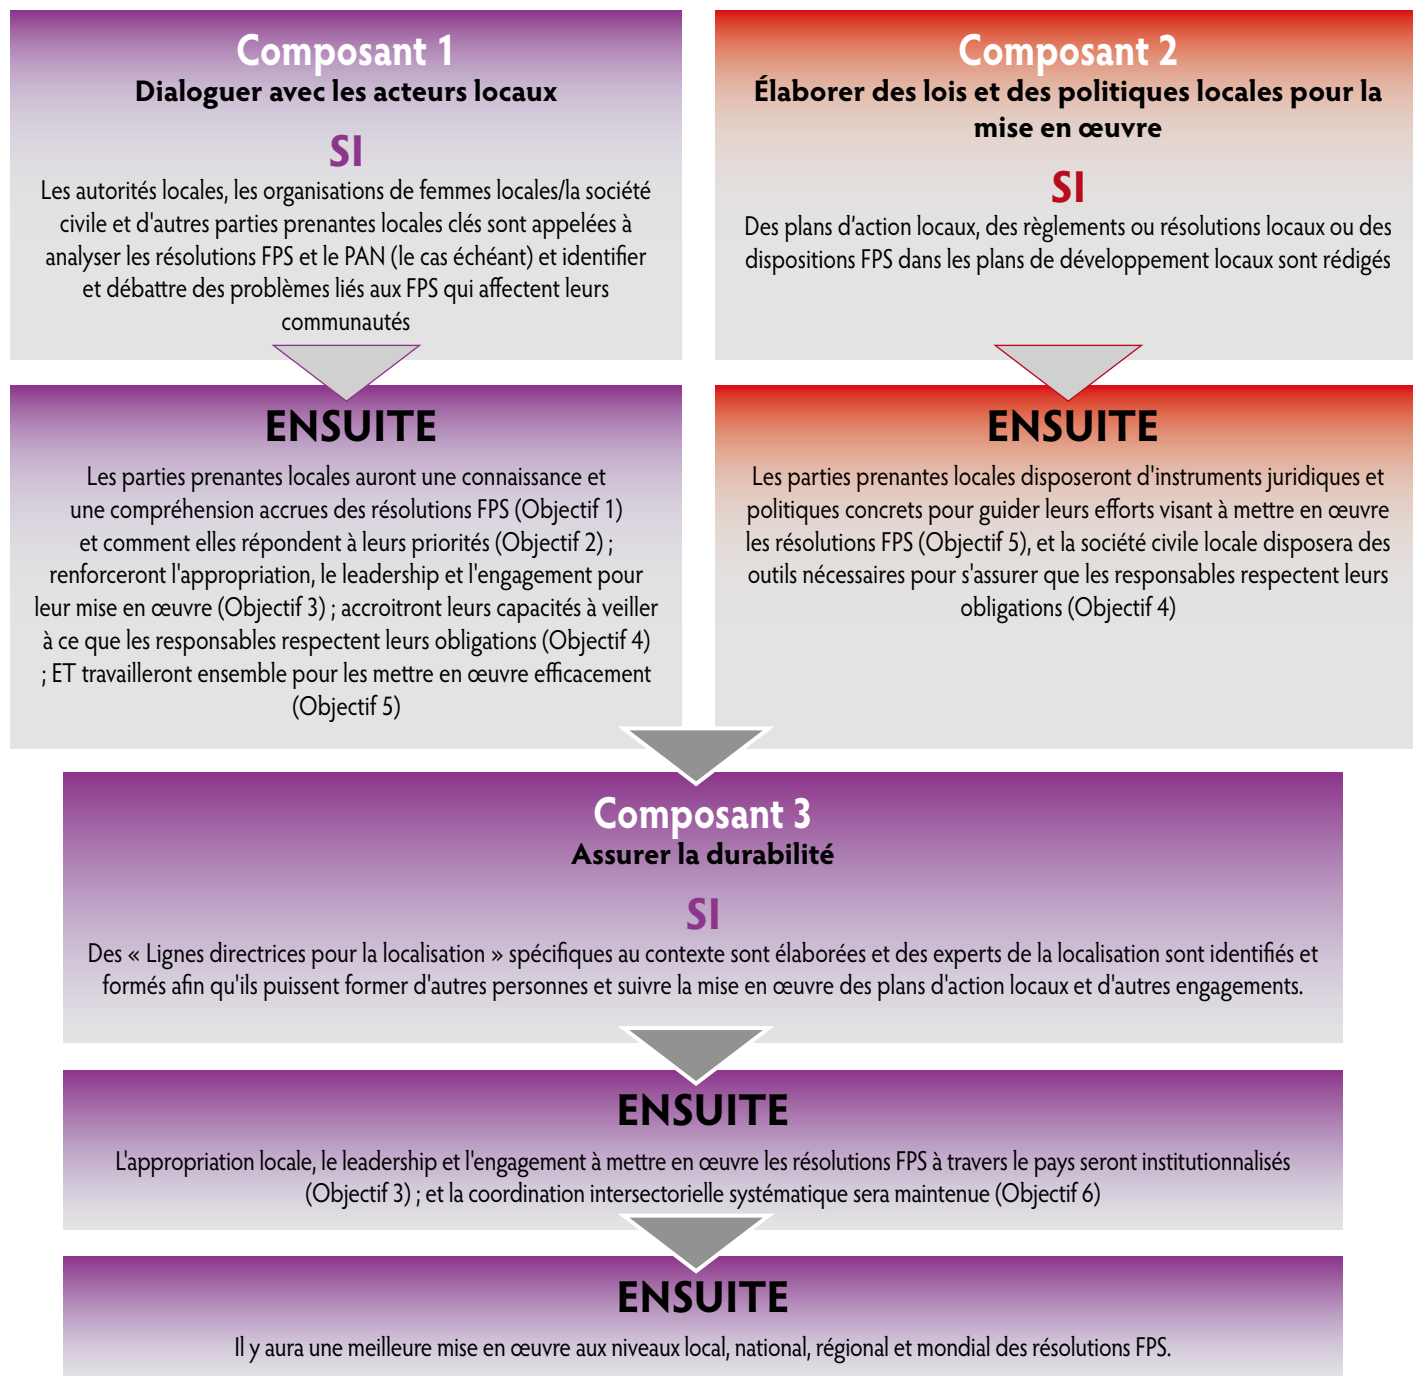 Composant 1
Dialoguer avec les acteurs locaux
SI
Les autorités locales, les organisations de femmes locales/la société
civile et d'autres parties prenantes locales clés sont appelées à
analyser les résolutions FPS et le PAN (le cas échéant) et identifier
et débattre des problèmes liés aux FPS qui affectent leurs
communautés
ENSUITE
Les parties prenantes locales auront une connaissance et
une compréhension accrues des résolutions FPS (Objectif 1)
et comment elles répondent à leurs priorités (Objectif 2) ;
renforceront l'appropriation, le leadership et l'engagement pour
leur mise en œuvre (Objectif 3) ; accroitront leurs capacités à veiller
à ce que les responsables respectent leurs obligations (Objectif 4)
; ET travailleront ensemble pour les mettre en œuvre efficacement
(Objectif 5)
Composant 2
Élaborer des lois et des politiques locales pour la
mise en œuvre
SI
Des plans d’action locaux, des règlements ou résolutions locaux ou des
dispositions FPS dans les plans de développement locaux sont rédigés
ENSUITE
Les parties prenantes locales disposeront d'instruments juridiques et
politiques concrets pour guider leurs efforts visant à mettre en œuvre
les résolutions FPS (Objectif 5), et la société civile locale disposera des
outils nécessaires pour s'assurer que les responsables respectent leurs
obligations (Objectif 4)
Composant 3
Assurer la durabilité
SI
Des « Lignes directrices pour la localisation » spécifiques au contexte sont élaborées et des experts de la localisation sont identifiés et
formés afin qu'ils puissent former d'autres personnes et suivre la mise en œuvre des plans d'action locaux et d'autres engagements.
ENSUITE
L'appropriation locale, le leadership et l'engagement à mettre en œuvre les résolutions FPS à travers le pays seront institutionnalisés
(Objectif 3) ; et la coordination intersectorielle systématique sera maintenue (Objectif 6)
ENSUITE
Il y aura une meilleure mise en œuvre aux niveaux local, national, régional et mondial des résolutions FPS.